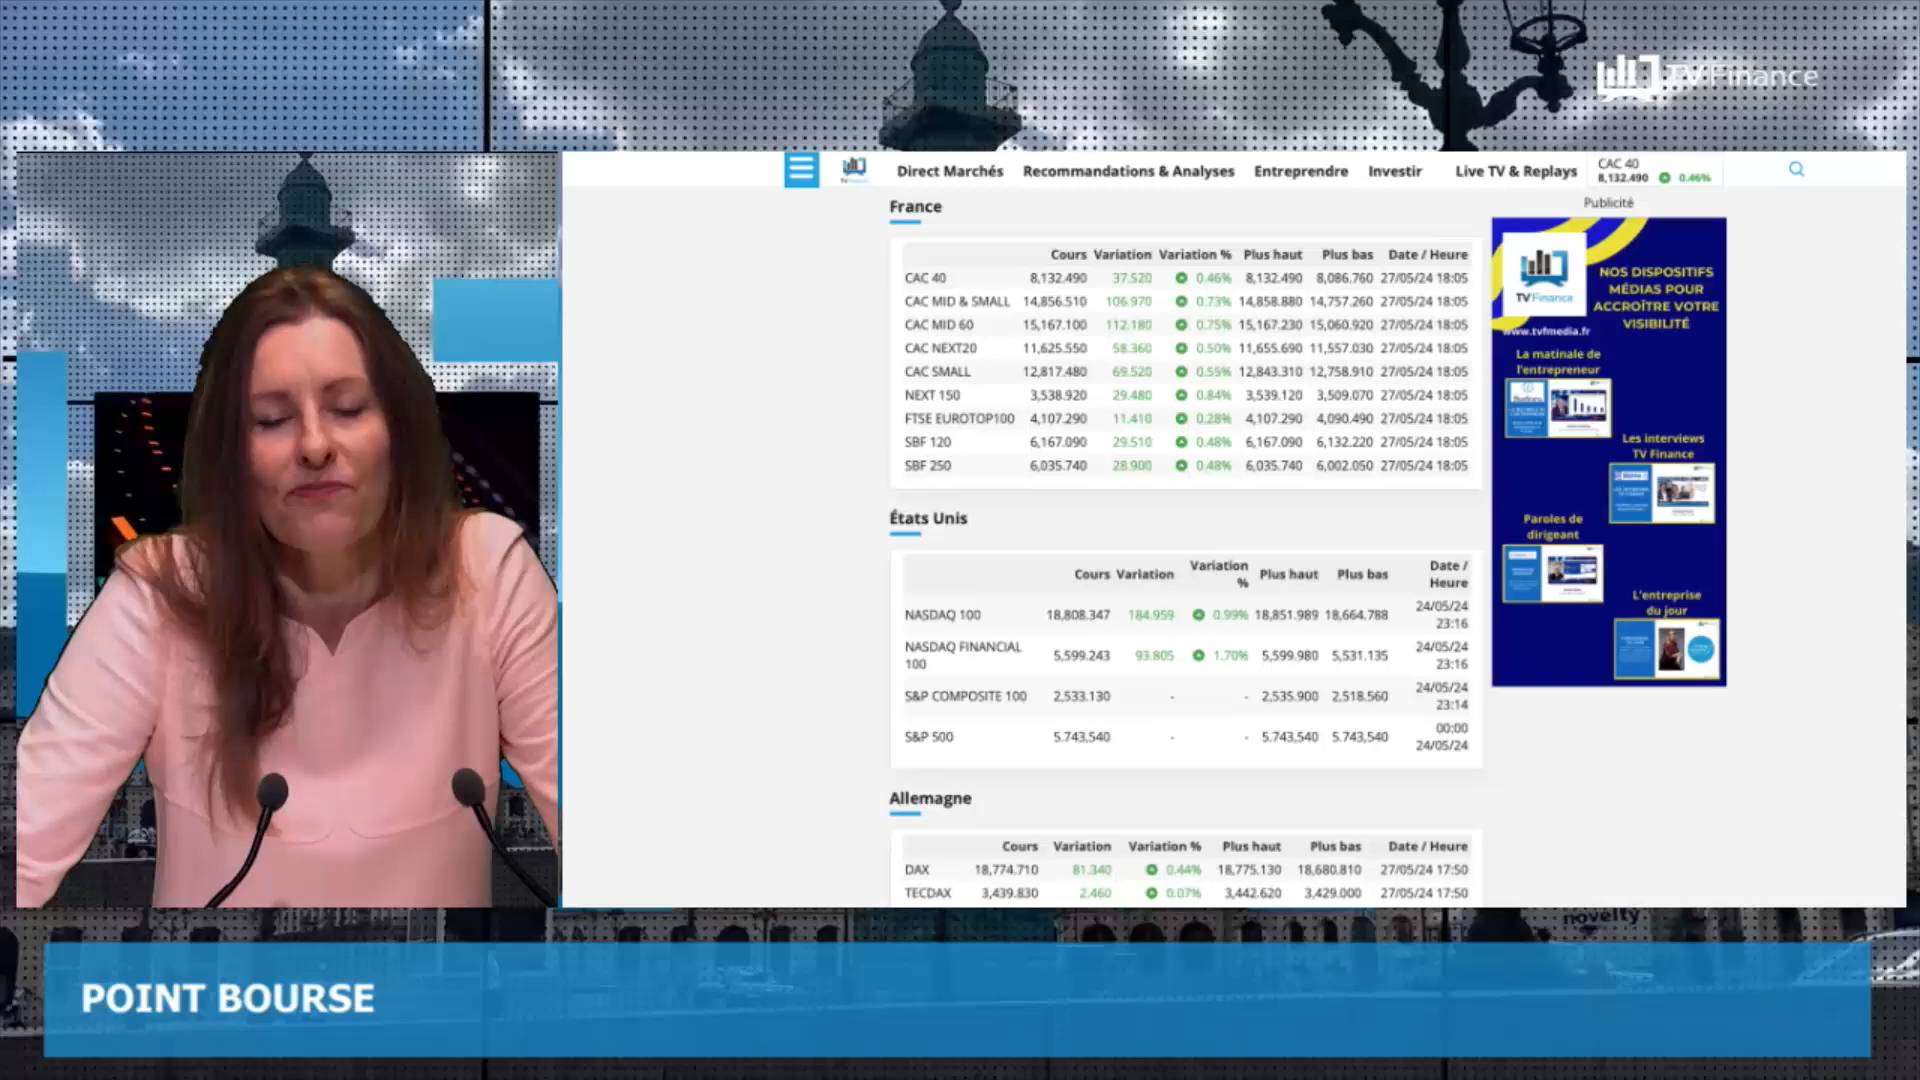 TV Finance
Direct Marchés Recommandations & Analyses Entreprendre Investir Live TV & Replays
CAC 40
8,132.490 0.46%
France
Cours Variation Variation % Plus haut Plus bas Date / Heure
CAC 40 8,132.490 37.520 0.46% 8,132.490 8,086.760 27/05/24 18:05
CAC MID & SMALL 14,856.510 106.970 0.73% 14,858.880 14,757.260 27/05/24 18:05
CAC MID 60 15,167.100 112.180 0.75% 15,167.230 15,060.920 27/05/24 18:05
CAC NEXT20 11,625.550 58.360 0.50% 11,655.690 11,557.030 27/05/24 18:05
CAC SMALL 12,817.480 69.520 0.55% 12,843.310 12,758.910 27/05/24 18:05
NEXT 150 3,538.920 29.480 0.84% 3,539.120 3,509.070 27/05/24 18:05
FTSE EUROTOP100 4,107.290 11.410 0.28% 4,107.290 4,090.490 27/05/24 18:05
SBF 120 6,167.090 29.510 0.48% 6,167.090 6,132.220 27/05/24 18:05
SBF 250 6,035.740 28.900 0.48% 6,035.740 6,002.050 27/05/24 18:05
États Unis
Cours Variation Variation % Plus haut Plus bas Date / Heure
NASDAQ 100 18,808.347 184.959 0.99% 18,851.989 18,664.788 24/05/24 23:16
NASDAQ FINANCIAL 100 5,599.243 93.805 1.70% 5,599.980 5,531.135 24/05/24 23:16
S&P COMPOSITE 100 2,533.130 - - 2,535.900 2,518.560 24/05/24 23:14
S&P 500 5.743,540 - - 5.743,540 5.743,540 00:00 24/05/24
Allemagne
Cours Variation Variation % Plus haut Plus bas Date / Heure
DAX 18,774.710 81.340 0.44% 18,775.130 18,680.810 27/05/24 17:50
TECDAX 3,439.830 2.460 0.07% 3,442.620 3,429.000 27/05/24 17:50
Publicité
TV Finance
NOS DISPOSITIFS
MÉDIAS POUR
ACCROÎTRE VOTRE
VISIBILITÉ
www.tvfmedia.fr
La matinale de
l'entrepreneur
Les interviews
TV Finance
Paroles de
dirigeant
L'entreprise
du jour
novelty
POINT BOURSE